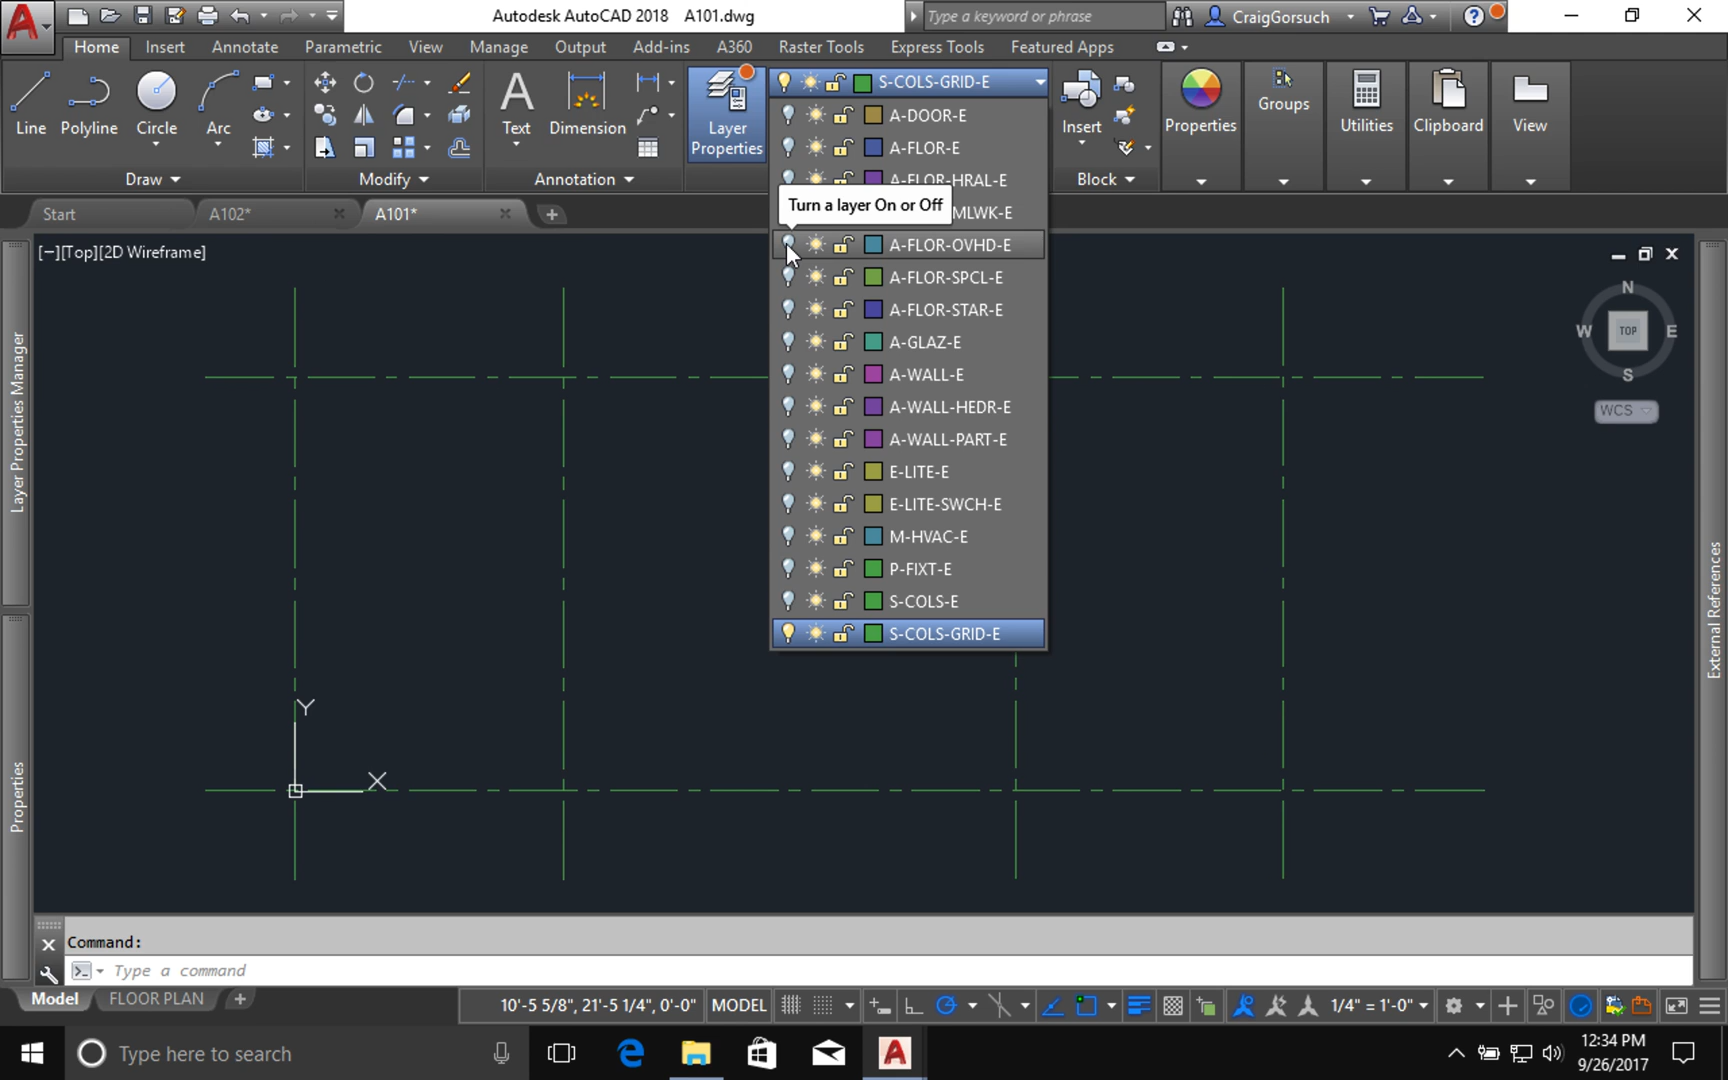 Autodesk AutoCAD 2018 A101.dwg
Type a keyword or phrase
CraigGorsuch
Home Insert Annotate Parametric View Manage Output Add-ins A360 Raster Tools Express Tools Featured Apps
Line
Polyline
Circle
Arc
Text
Dimension
Layer
Properties
Insert
Properties
Groups
Utilities
Clipboard
View
Draw
Modify
Annotation
Block
S-COLS-GRID-E
A-DOOR-E
A-FLOR-E
A-FLOR-HRAL-E
MLWK-E
Turn a layer On or Off
A-FLOR-OVHD-E
A-FLOR-SPCL-E
A-FLOR-STAR-E
A-GLAZ-E
A-WALL-E
A-WALL-HEDR-E
A-WALL-PART-E
E-LITE-E
E-LITE-SWCH-E
M-HVAC-E
P-FIXT-E
S-COLS-E
S-COLS-GRID-E
Start A102* A101*
[−][Top][2D Wireframe]
Layer Properties Manager
Properties
External References
N
W TOP E
S
WCS
Y
X
Command:
Type a command
Model FLOOR PLAN
10'-5 5/8", 21'-5 1/4", 0'-0" MODEL 1/4" = 1'-0"
Type here to search
12:34 PM
9/26/2017